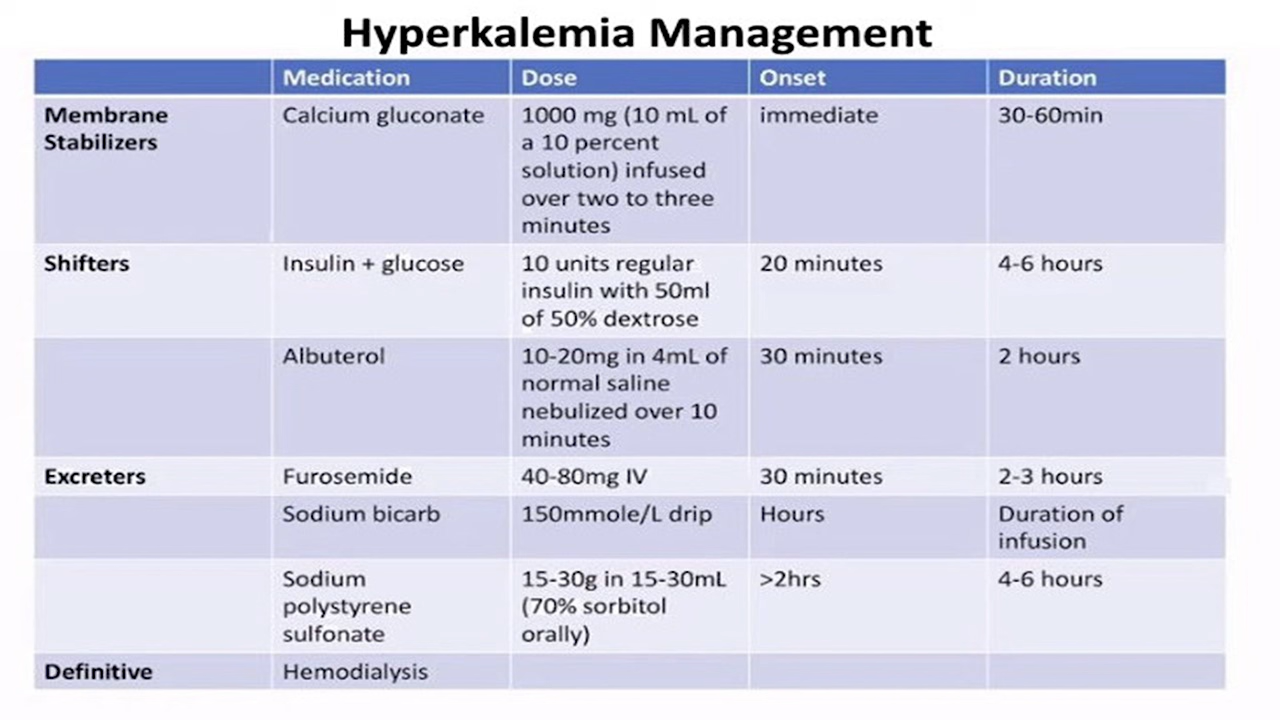 Hyperkalemia Management
Medication Dose Onset Duration
Membrane Stabilizers
Calcium gluconate
1000 mg (10 mL of
a 10 percent
solution) infused
over two to three
minutes
immediate
30-60min
Shifters
Insulin + glucose
10 units regular
insulin with 50ml
of 50% dextrose
20 minutes
4-6 hours
Albuterol
10-20mg in 4mL of
normal saline
nebulized over 10
minutes
30 minutes
2 hours
Excreters
Furosemide
40-80mg IV
30 minutes
2-3 hours
Sodium bicarb
150mmole/L drip
Hours
Duration of
infusion
Sodium
polystyrene
sulfonate
15-30g in 15-30mL
(70% sorbitol
orally)
>2hrs
4-6 hours
Definitive
Hemodialysis